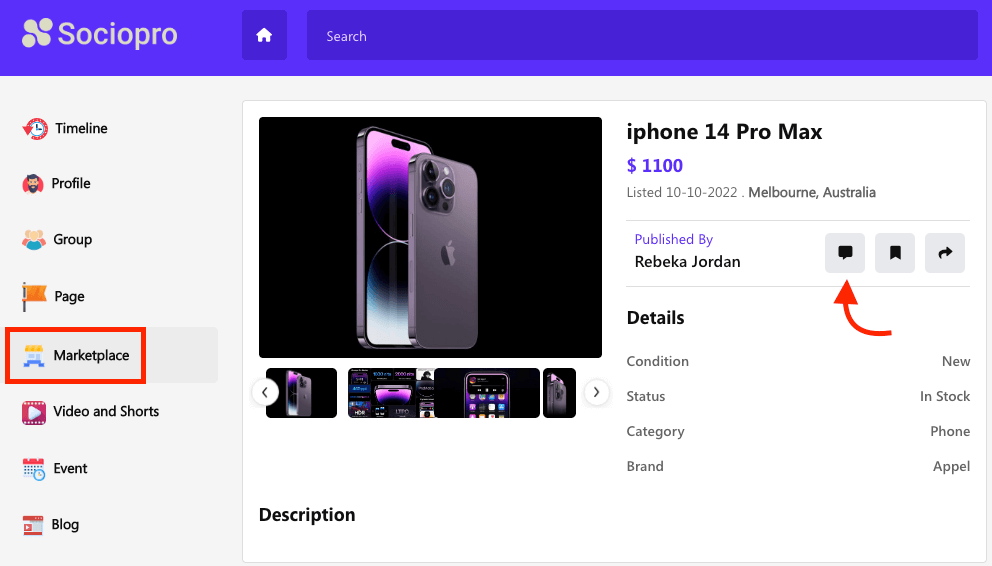 Sociopro
Search
Timeline
Profile
Group
Page
Marketplace
Video and Shorts
Event
Blog
iphone 14 Pro Max
$ 1100
Listed 10-10-2022 . Melbourne, Australia
Published By
Rebeka Jordan
Details
Condition New
Status In Stock
Category Phone
Brand Appel
Description